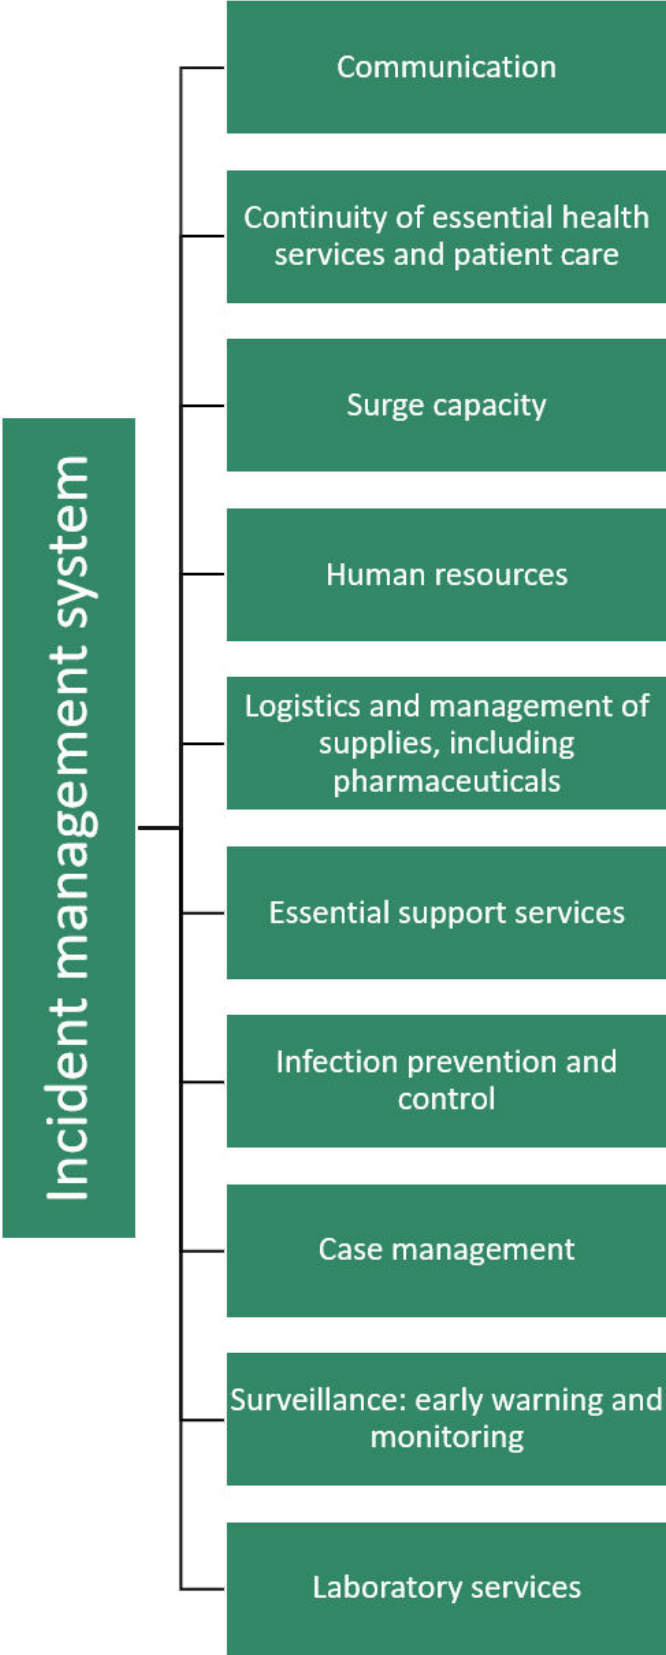 Incident management system
Communication
Continuity of essential health
services and patient care
Surge capacity
Human resources
Logistics and management of
supplies, including
pharmaceuticals
Essential support services
Infection prevention and
control
Case management
Surveillance: early warning and
monitoring
Laboratory services